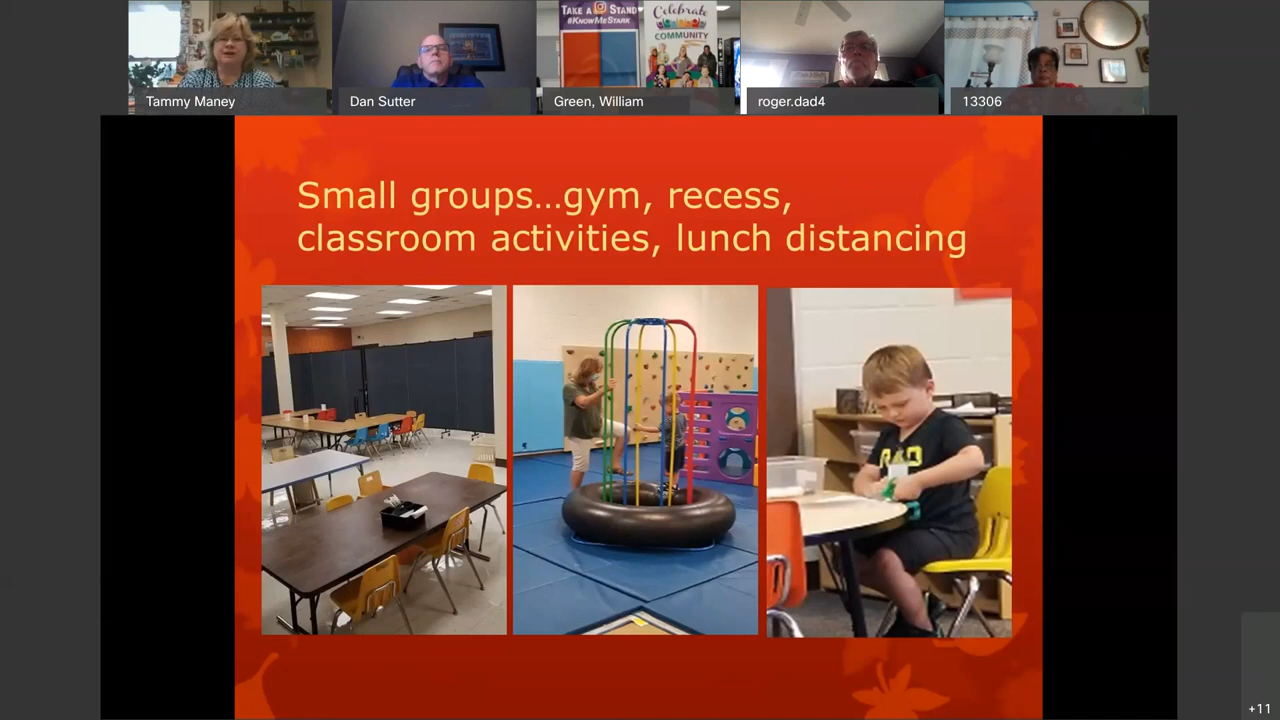 TAKE A STAND
#KNOWMESTARK
Celebrate
COMMUNITY
Tammy Maney
Dan Sutter
Green, William
roger.dad4
13306
Small groups…gym, recess,
classroom activities, lunch distancing
+11